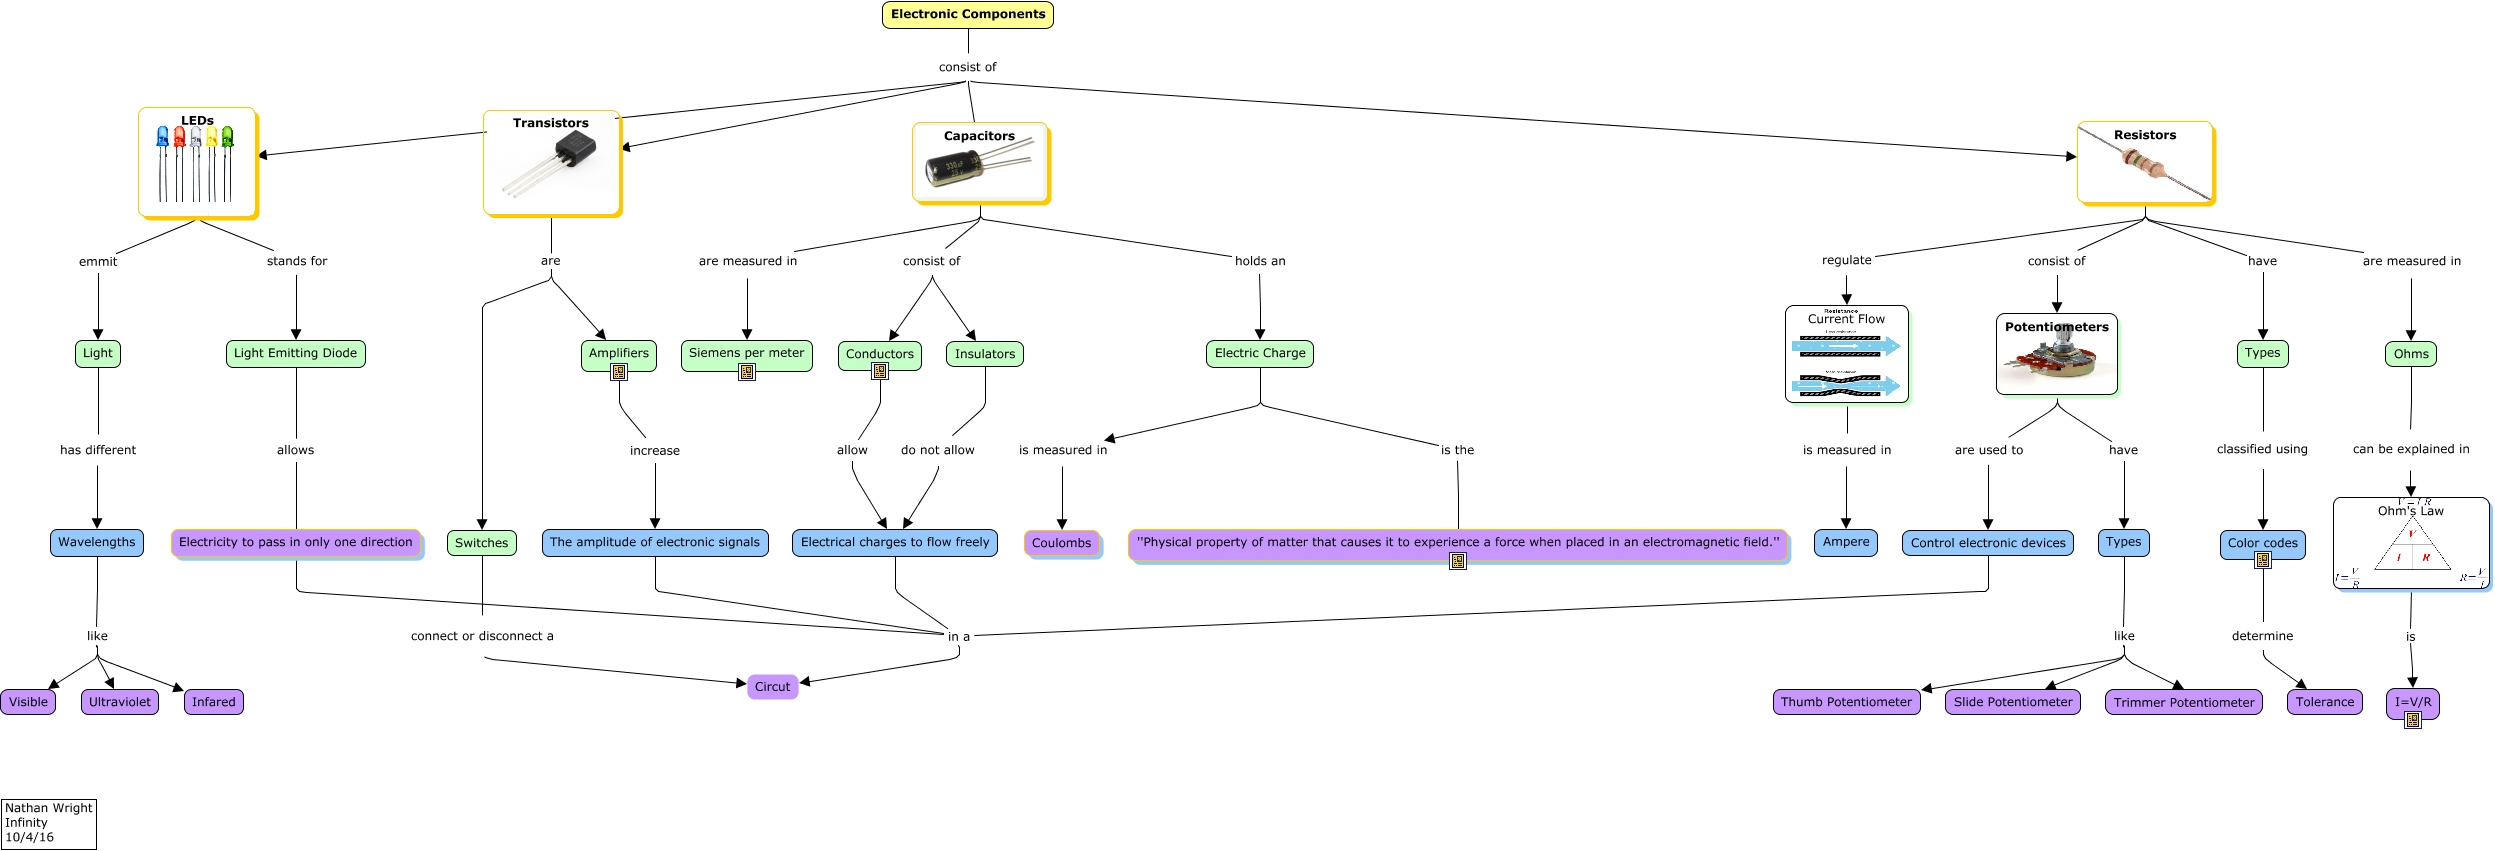 Electronic Components
consist of
LEDs
Transistors
Capacitors
Resistors
emmit
stands for
are
are measured in
consist of
holds an
regulate
consist of
have
are measured in
Light
Light Emitting Diode
Amplifiers
Siemens per meter
Conductors
Insulators
Electric Charge
Resistance
Current Flow
Potentiometers
Types
Ohms
has different
allows
increase
allow
do not allow
is measured in
is the
is measured in
are used to
have
classified using
can be explained in
Wavelengths
Electricity to pass in only one direction
Switches
The amplitude of electronic signals
Electrical charges to flow freely
Coulombs
"Physical property of matter that causes it to experience a force when placed in an electromagnetic field."
Ampere
Control electronic devices
Types
Color codes
V=I R
Ohm's Law
V
I R
I=V/R
R=V/I
like
connect or disconnect a
in a
like
determine
is
Visible
Ultraviolet
Infared
Circut
Thumb Potentiometer
Slide Potentiometer
Trimmer Potentiometer
Tolerance
I=V/R
Nathan Wright
Infinity
10/4/16